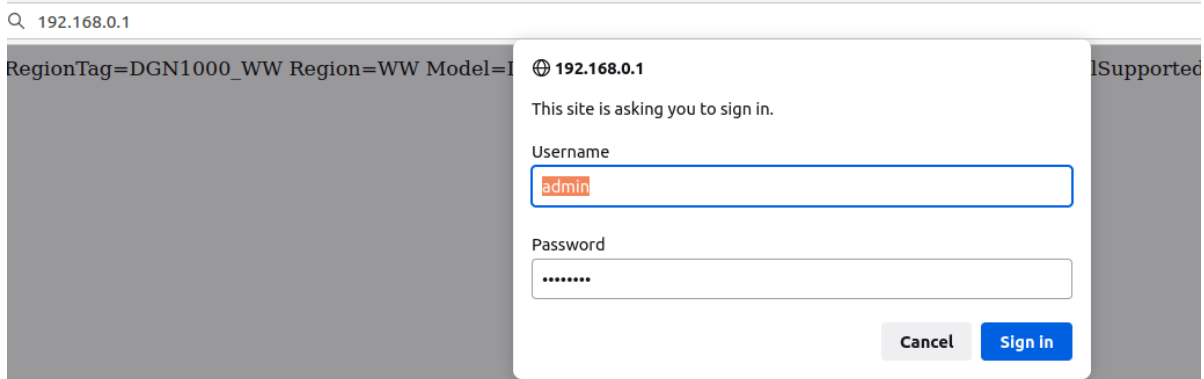 192.168.0.1
RegionTag=DGN1000_WW Region=WW Model= lSupported
192.168.0.1
This site is asking you to sign in.
Username
admin
Password
••••••••
Cancel Sign in